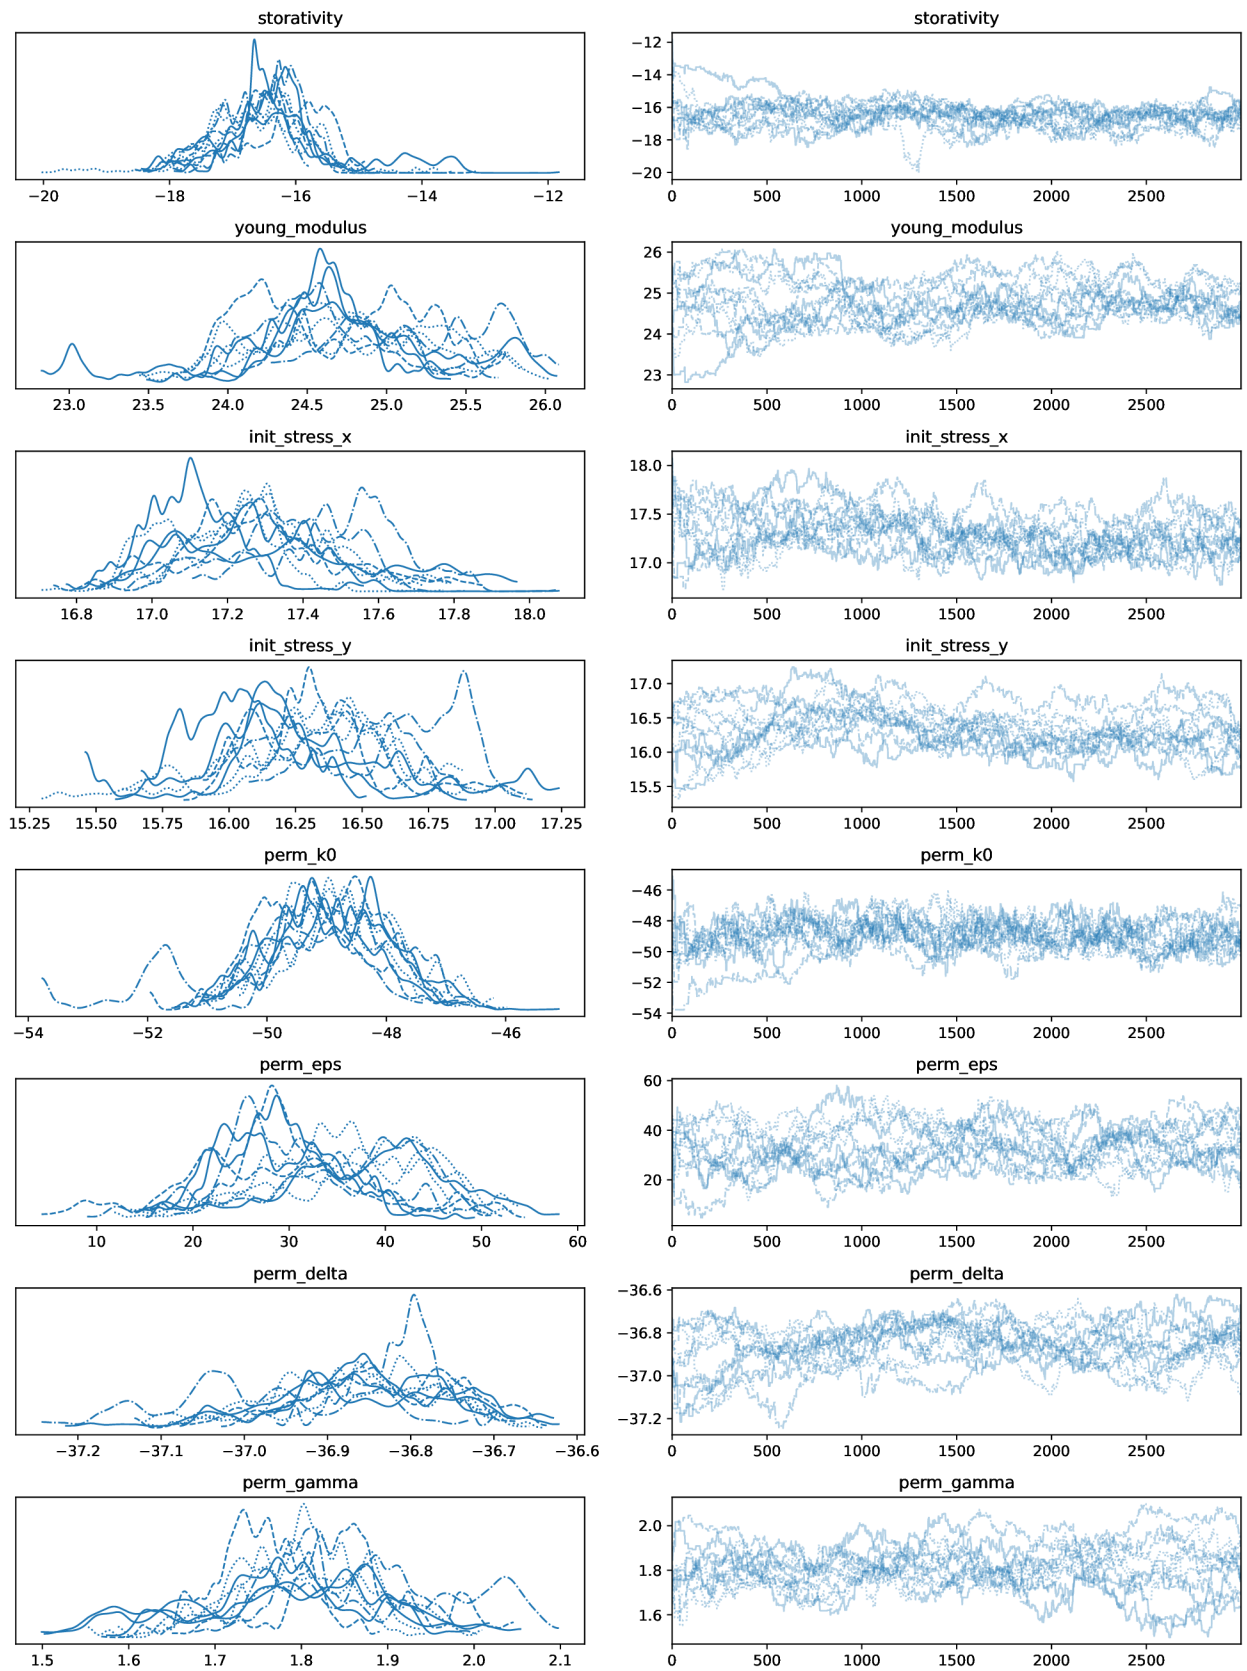 storativity
−20 −18 −16 −14 −12
storativity
−12
−14
−16
−18
−20
0 500 1000 1500 2000 2500
young_modulus
23.0 23.5 24.0 24.5 25.0 25.5 26.0
young_modulus
26
25
24
23
0 500 1000 1500 2000 2500
init_stress_x
16.8 17.0 17.2 17.4 17.6 17.8 18.0
init_stress_x
18.0
17.5
17.0
0 500 1000 1500 2000 2500
init_stress_y
15.25 15.50 15.75 16.00 16.25 16.50 16.75 17.00 17.25
init_stress_y
17.0
16.5
16.0
15.5
0 500 1000 1500 2000 2500
perm_k0
−54 −52 −50 −48 −46
perm_k0
−46
−48
−50
−52
−54
0 500 1000 1500 2000 2500
perm_eps
10 20 30 40 50 60
perm_eps
60
40
20
0 500 1000 1500 2000 2500
perm_delta
−37.2 −37.1 −37.0 −36.9 −36.8 −36.7 −36.6
perm_delta
−36.6
−36.8
−37.0
−37.2
0 500 1000 1500 2000 2500
perm_gamma
1.5 1.6 1.7 1.8 1.9 2.0 2.1
perm_gamma
2.0
1.8
1.6
0 500 1000 1500 2000 2500